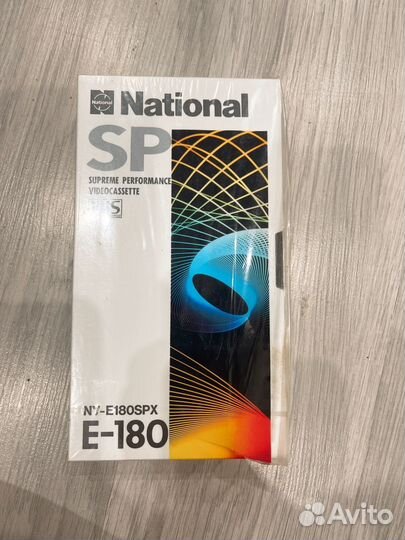 National
National
SP
SUPREME PERFORMANCE
VIDEOCASSETTE
S
NV-E180SPX
E-180
Avito